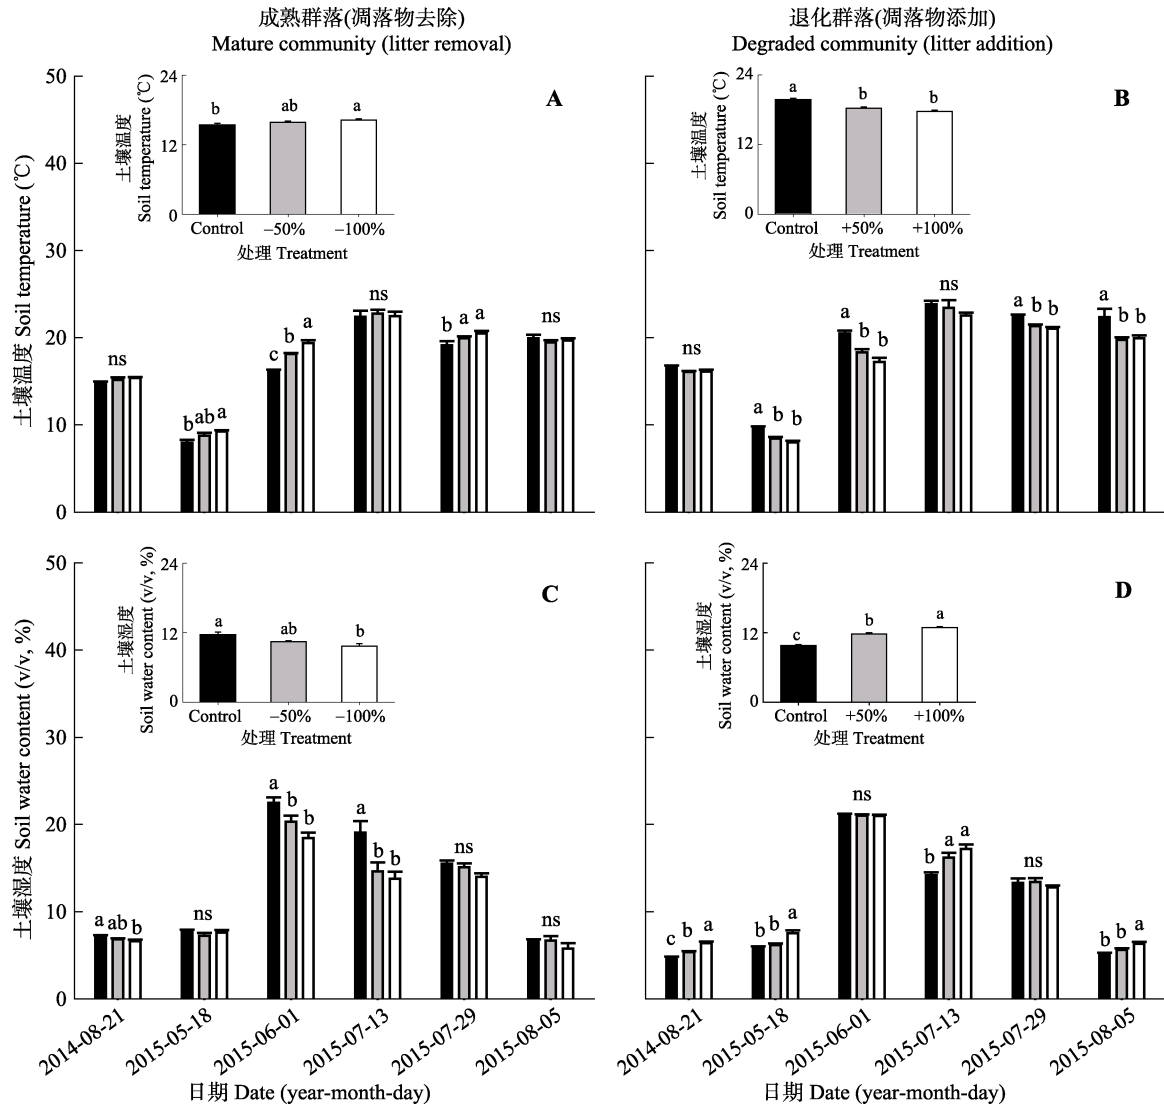 成熟群落(凋落物去除)
Mature community (litter removal)
退化群落(凋落物添加)
Degraded community (litter addition)
土壤温度 Soil temperature (℃)
50
40
30
20
10
0
A
土壤温度
Soil temperature (℃)
24
12
0
b
ab
a
Control
−50%
−100%
处理 Treatment
ns
b ab a
c b a
ns
b a a
ns
B
土壤温度
Soil temperature (℃)
24
12
0
a
b
b
Control
+50%
+100%
处理 Treatment
ns
a b b
a b b
ns
a b b
a b b
土壤湿度 Soil water content (v/v, %)
50
40
30
20
10
0
C
土壤湿度
Soil water content (v/v, %)
24
12
0
a
ab
b
Control
−50%
−100%
处理 Treatment
a ab b
ns
a b b
a b b
ns
ns
D
土壤湿度
Soil water content (v/v, %)
24
12
0
c
b
a
Control
+50%
+100%
处理 Treatment
c b a
b b a
ns
b a a
ns
b b a
2014-08-21
2015-05-18
2015-06-01
2015-07-13
2015-07-29
2015-08-05
日期 Date (year-month-day)
2014-08-21
2015-05-18
2015-06-01
2015-07-13
2015-07-29
2015-08-05
日期 Date (year-month-day)